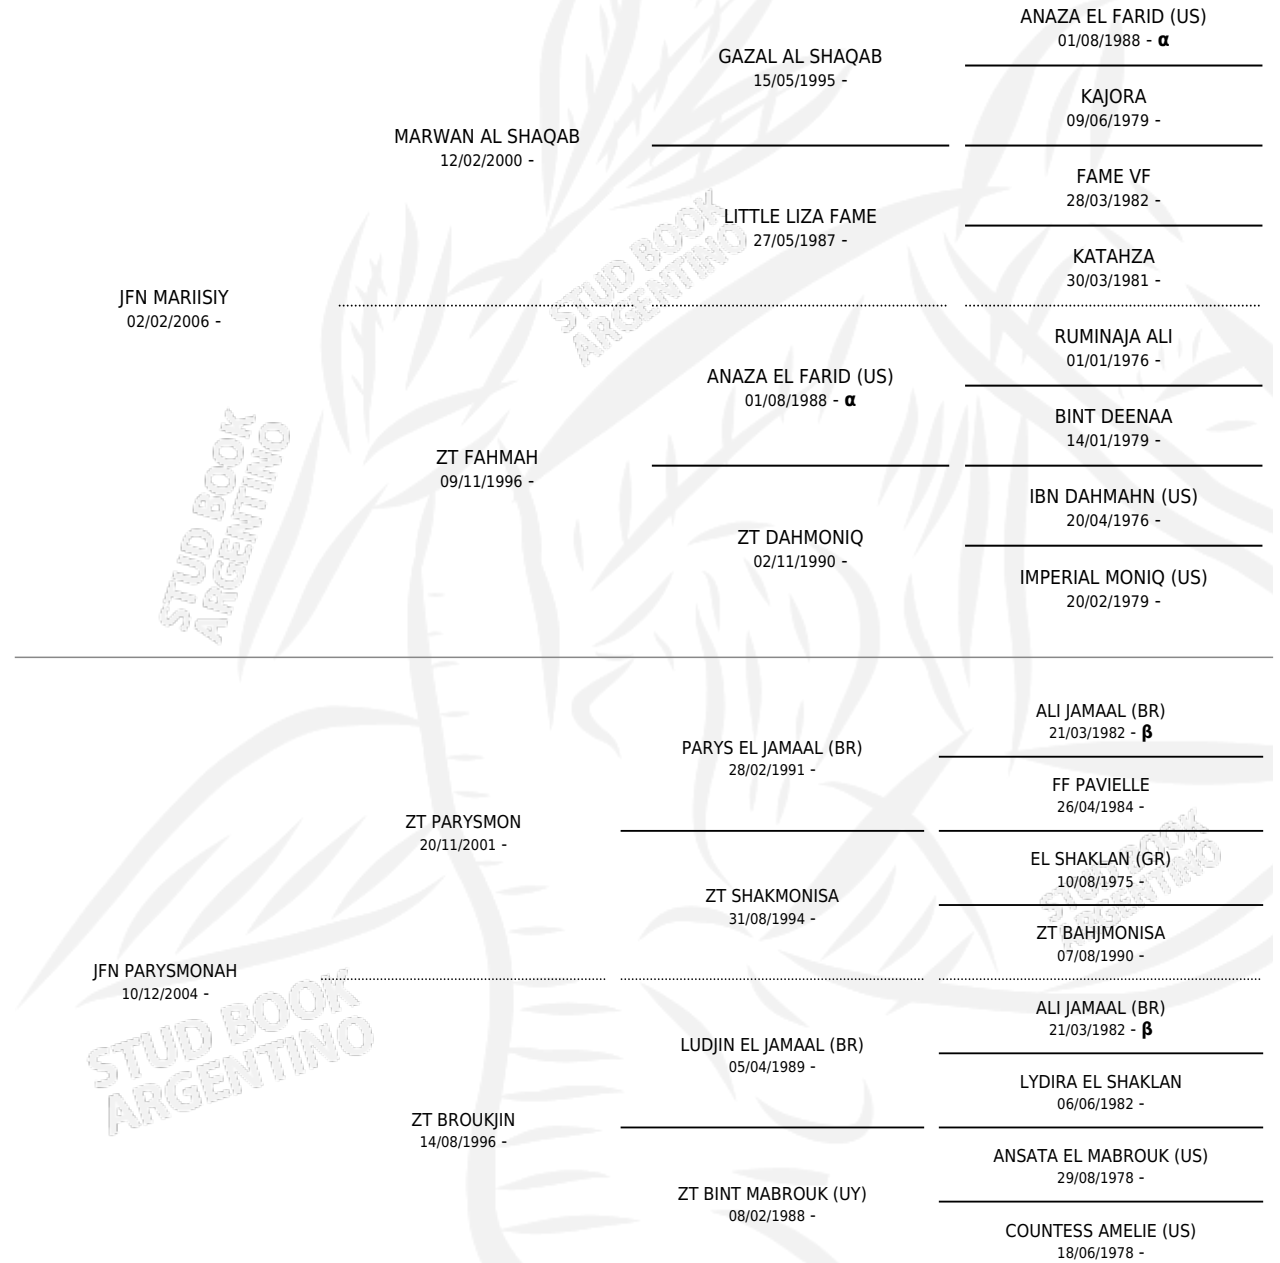 ANAZA EL FARID (US)
01/08/1988 - α
GAZAL AL SHAQAB
15/05/1995 -
KAJORA
09/06/1979 -
MARWAN AL SHAQAB
12/02/2000 -
FAME VF
28/03/1982 -
LITTLE LIZA FAME
27/05/1987 -
KATAHZA
30/03/1981 -
JFN MARIISIY
02/02/2006 -
STUD BOOK
ARGENTINO
RUMINAJA ALI
01/01/1976 -
ANAZA EL FARID (US)
01/08/1988 - α
BINT DEENAA
14/01/1979 -
ZT FAHMAH
09/11/1996 -
IBN DAHMAHN (US)
20/04/1976 -
ZT DAHMONIQ
02/11/1990 -
IMPERIAL MONIQ (US)
20/02/1979 -
STUD BOOK
ARGENTINO
ALI JAMAAL (BR)
21/03/1982 - β
PARYS EL JAMAAL (BR)
28/02/1991 -
FF PAVIELLE
26/04/1984 -
ZT PARYSMON
20/11/2001 -
EL SHAKLAN (GR)
10/08/1975 -
ZT SHAKMONISA
31/08/1994 -
STUD BOOK
ARGENTINO
ZT BAHJMONISA
07/08/1990 -
JFN PARYSMONAH
10/12/2004 -
STUD BOOK
ARGENTINO
ALI JAMAAL (BR)
21/03/1982 - β
LUDJIN EL JAMAAL (BR)
05/04/1989 -
LYDIRA EL SHAKLAN
06/06/1982 -
ZT BROUKJIN
14/08/1996 -
ANSATA EL MABROUK (US)
29/08/1978 -
ZT BINT MABROUK (UY)
08/02/1988 -
COUNTESS AMELIE (US)
18/06/1978 -